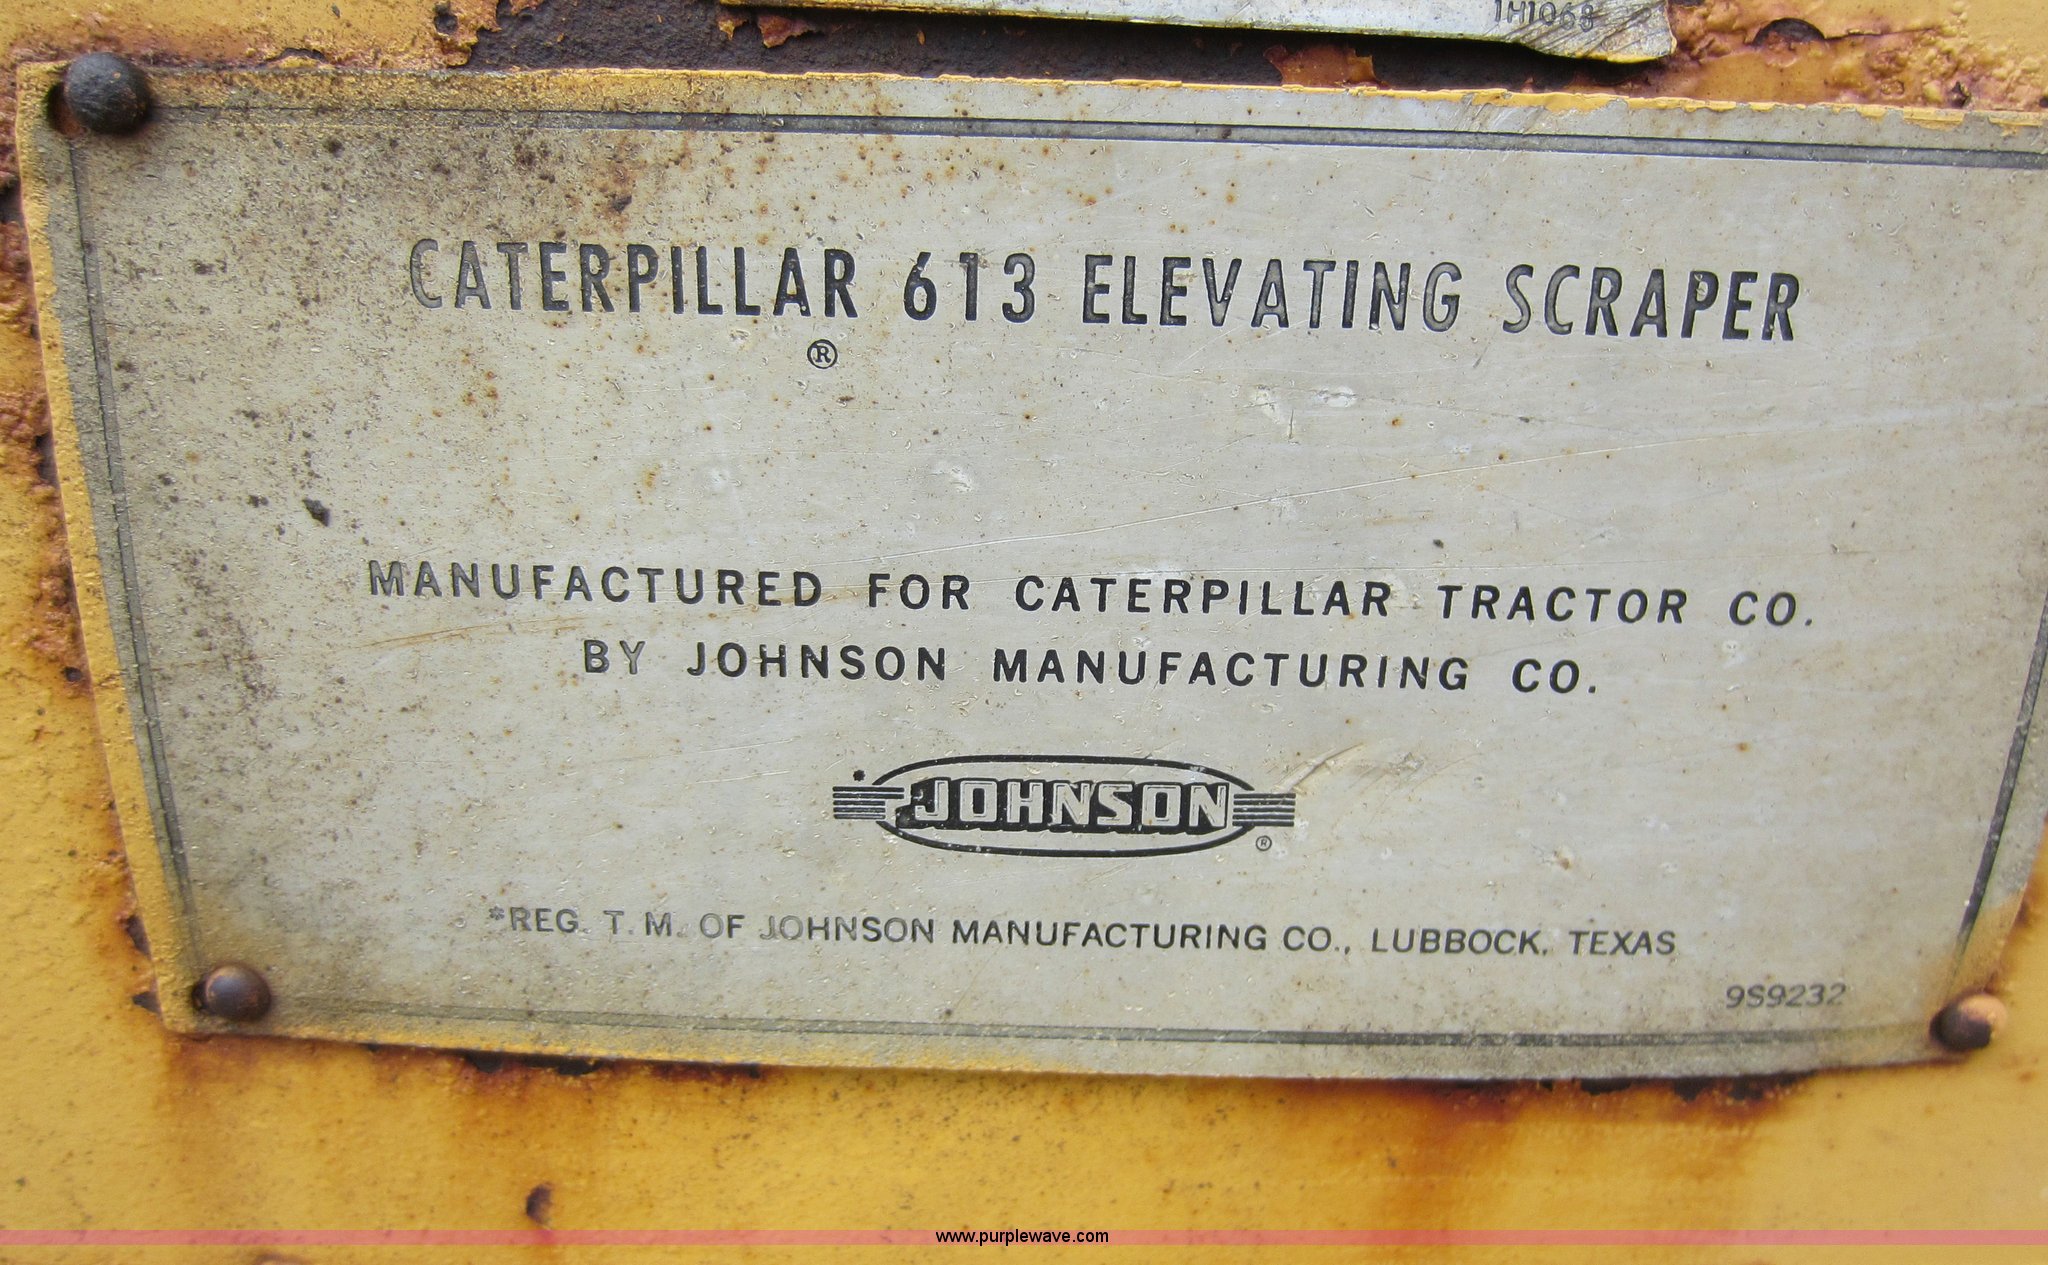 1H1068
CATERPILLAR 613 ELEVATING SCRAPER
®
MANUFACTURED FOR CATERPILLAR TRACTOR CO.
BY JOHNSON MANUFACTURING CO.
* JOHNSON ®
*REG. T.M. OF JOHNSON MANUFACTURING CO., LUBBOCK, TEXAS
9S9232
www.purplewave.com